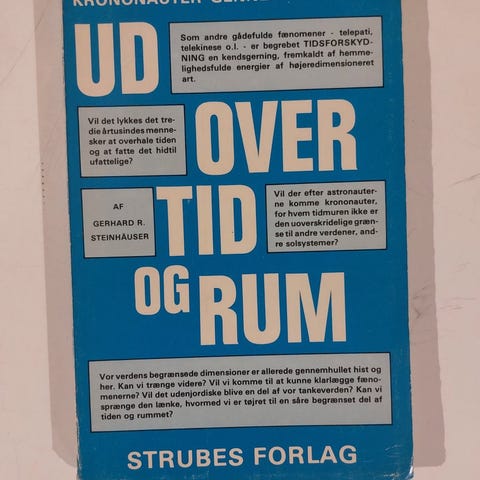 KRONONAUTER
UD
Som andre gådefulde fænomener - telepati,
telekinese o.l. - er begrebet TIDSFORSKYD-
NING en kendsgerning, fremkaldt af hemme-
lighedsfulde energier af højeredimensioneret
art.
Vil det lykkes det tre-
die årtusindes menne-
sker at overhale tiden
og at fatte det hidtil
ufattelige?
OVER
AF
GERHARD R.
STEINHÄUSER
TID
Vil der efter astronauter-
ne komme krononauter,
for hvem tidmuren ikke er
den uoverskridelige græn-
se til andre verdener, and-
re solsystemer?
OG
RUM
Vor verdens begrænsede dimensioner er allerede gennemhullet hist og
her. Kan vi trænge videre? Vil vi komme til at kunne klarlægge fæno-
menerne? Vil det udenjordiske blive en del af vor tankeverden? Kan vi
sprænge den lænke, hvormed vi er tøjret til en såre begrænset del af
tiden og rummet?
STRUBES FORLAG